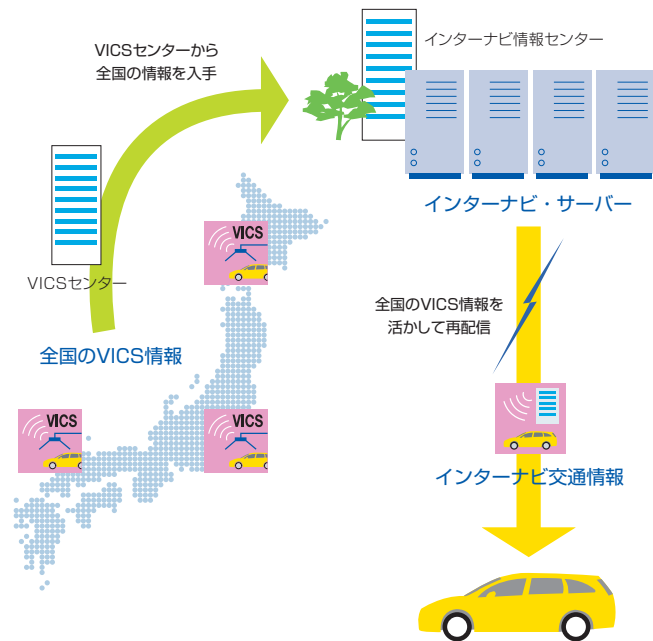 VICSセンターから
全国の情報を入手
インターナビ情報センター
VICSセンター
インターナビ・サーバー
VICS
全国のVICS情報を
活かして再配信
全国のVICS情報
VICS
VICS
インターナビ交通情報